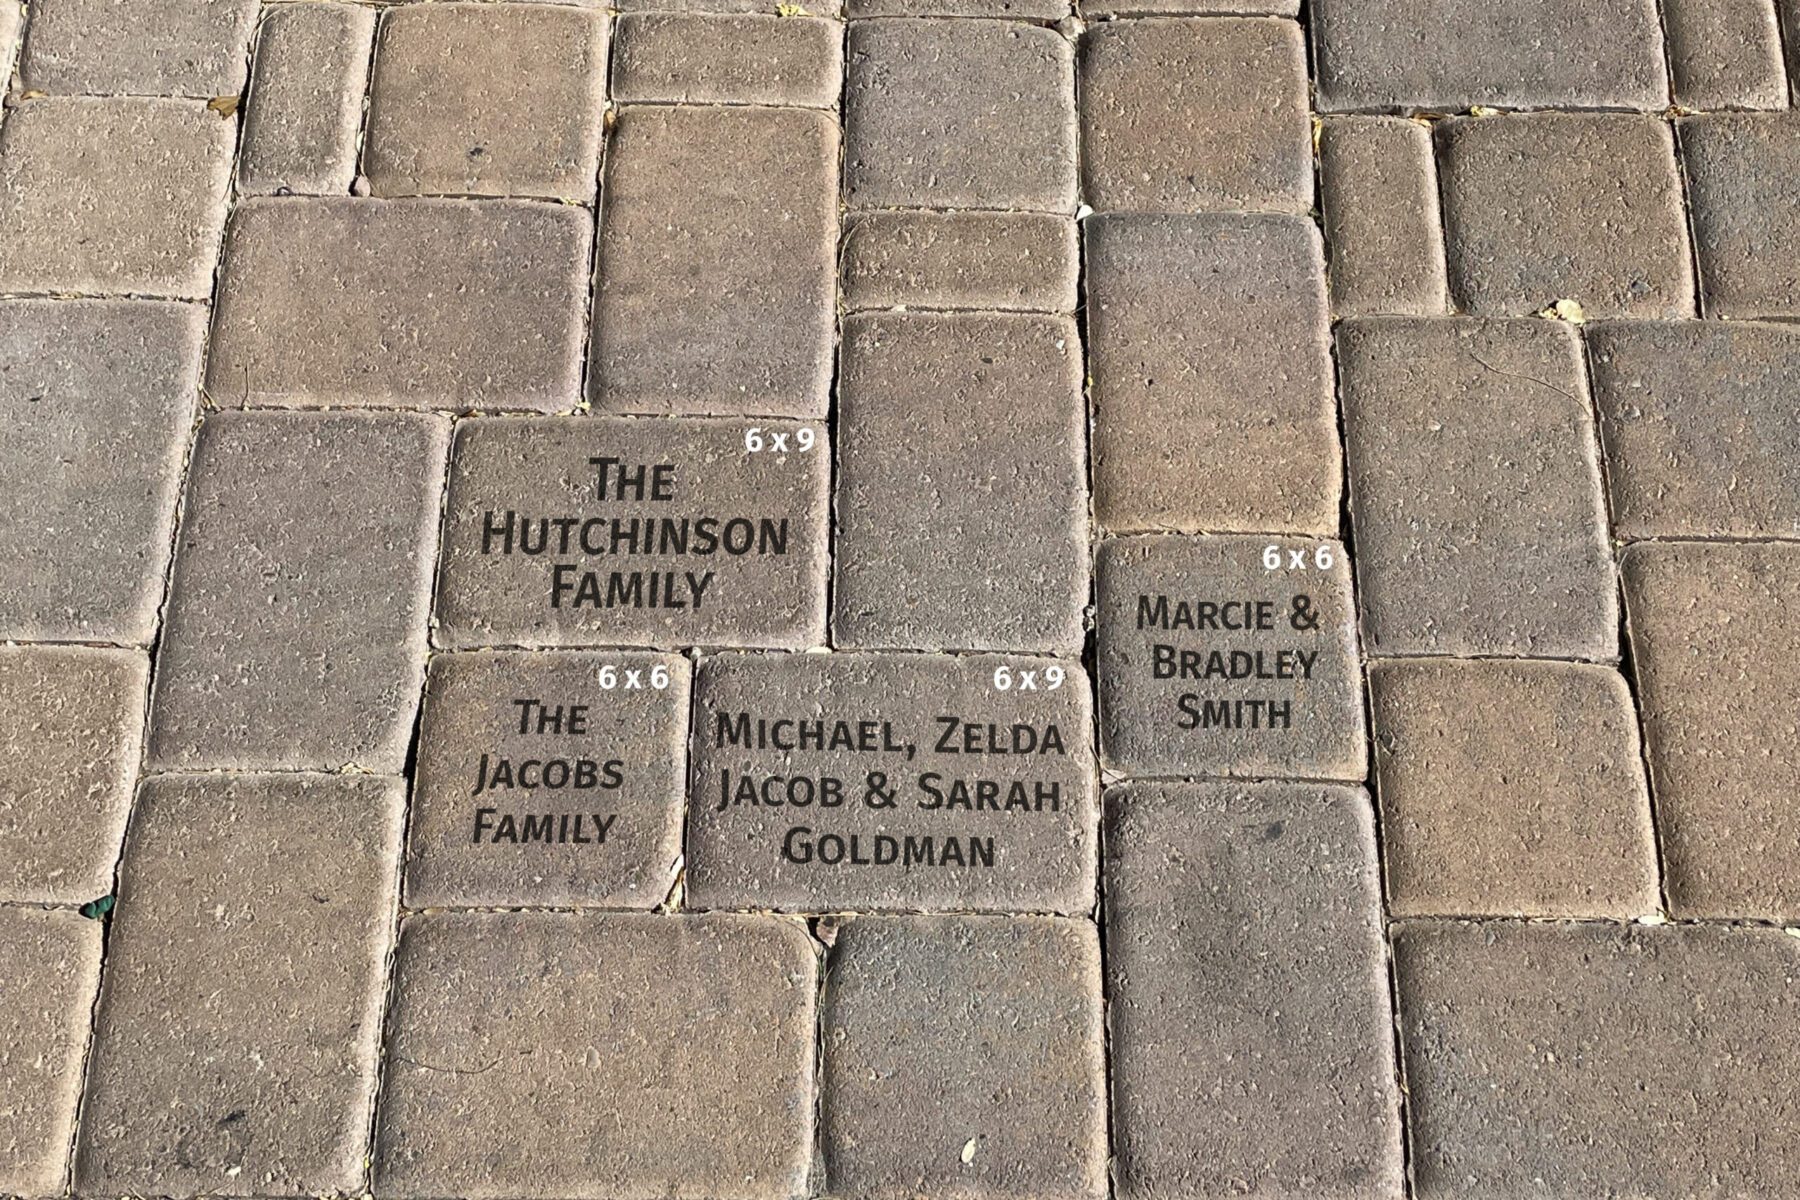 6 x 9
THE
HUTCHINSON
FAMILY
6 x 6
THE
JACOBS
FAMILY
6 x 9
MICHAEL, ZELDA
JACOB & SARAH
GOLDMAN
6 x 6
MARCIE &
BRADLEY
SMITH